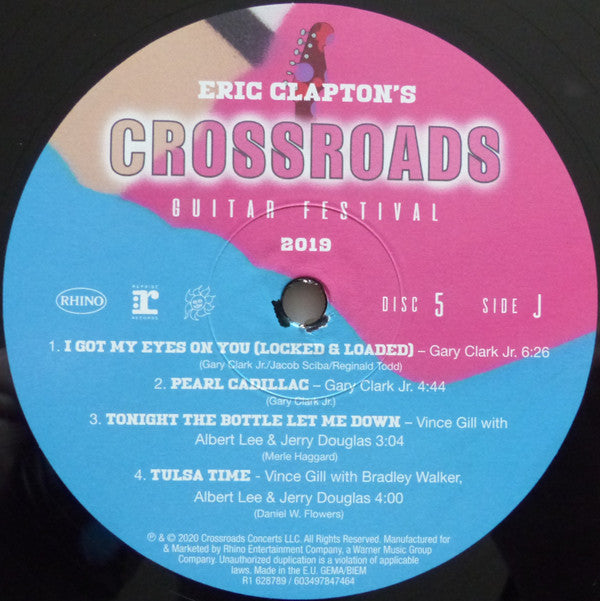 ERIC CLAPTON'S
CROSSROADS
GUITAR FESTIVAL
2019
RHINO
REPRISE
r
RECORDS
DISC 5 SIDE J
1. I GOT MY EYES ON YOU (LOCKED & LOADED) – Gary Clark Jr. 6:26
(Gary Clark Jr./Jacob Sciba/Reginald Todd)
2. PEARL CADILLAC – Gary Clark Jr. 4:44
(Gary Clark Jr.)
3. TONIGHT THE BOTTLE LET ME DOWN – Vince Gill with
Albert Lee & Jerry Douglas 3:04
(Merle Haggard)
4. TULSA TIME - Vince Gill with Bradley Walker,
Albert Lee & Jerry Douglas 4:00
(Daniel W. Flowers)
℗ & © 2020 Crossroads Concerts LLC. All Rights Reserved. Manufactured for
& Marketed by Rhino Entertainment Company, a Warner Music Group
Company. Unauthorized duplication is a violation of applicable
laws. Made in the E.U. GEMA/BIEM
R1 628789 / 603497847464